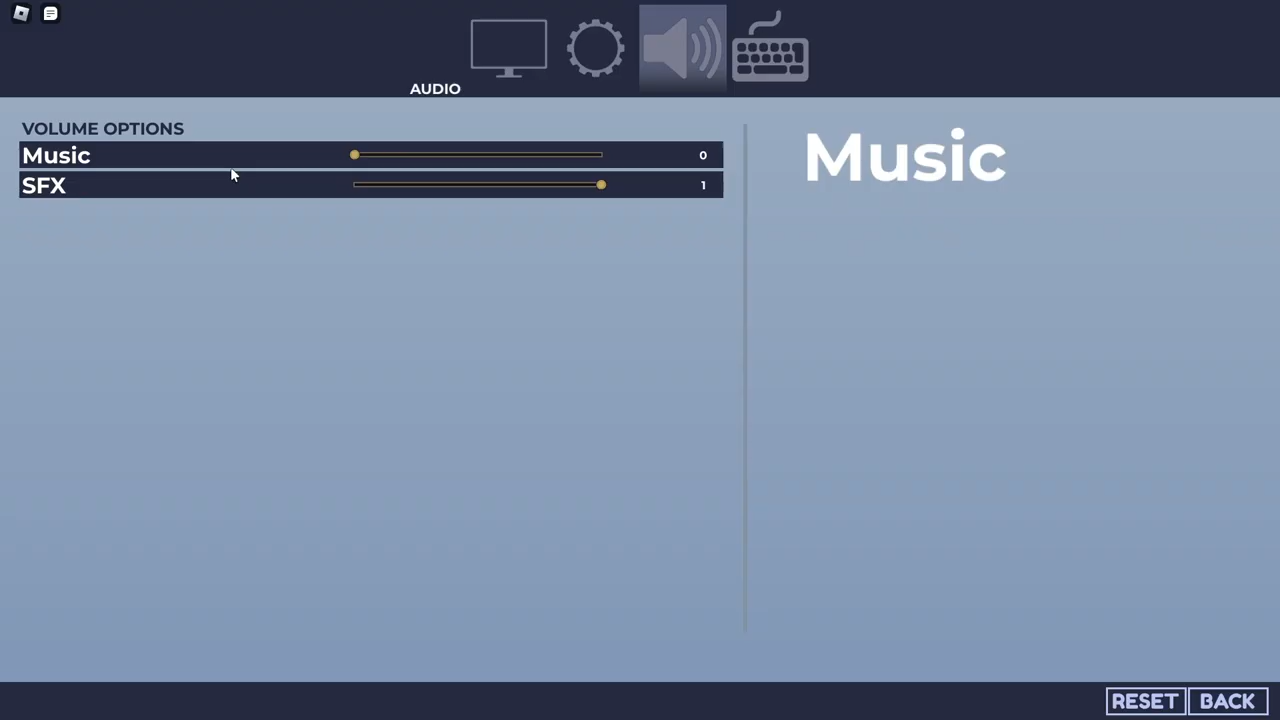 AUDIO
VOLUME OPTIONS
Music 0
SFX 1
Music
RESET BACK